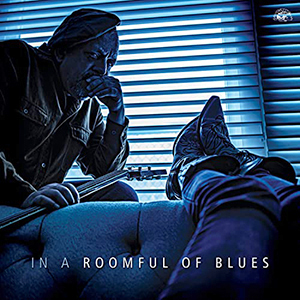 IN A ROOMFUL OF BLUES